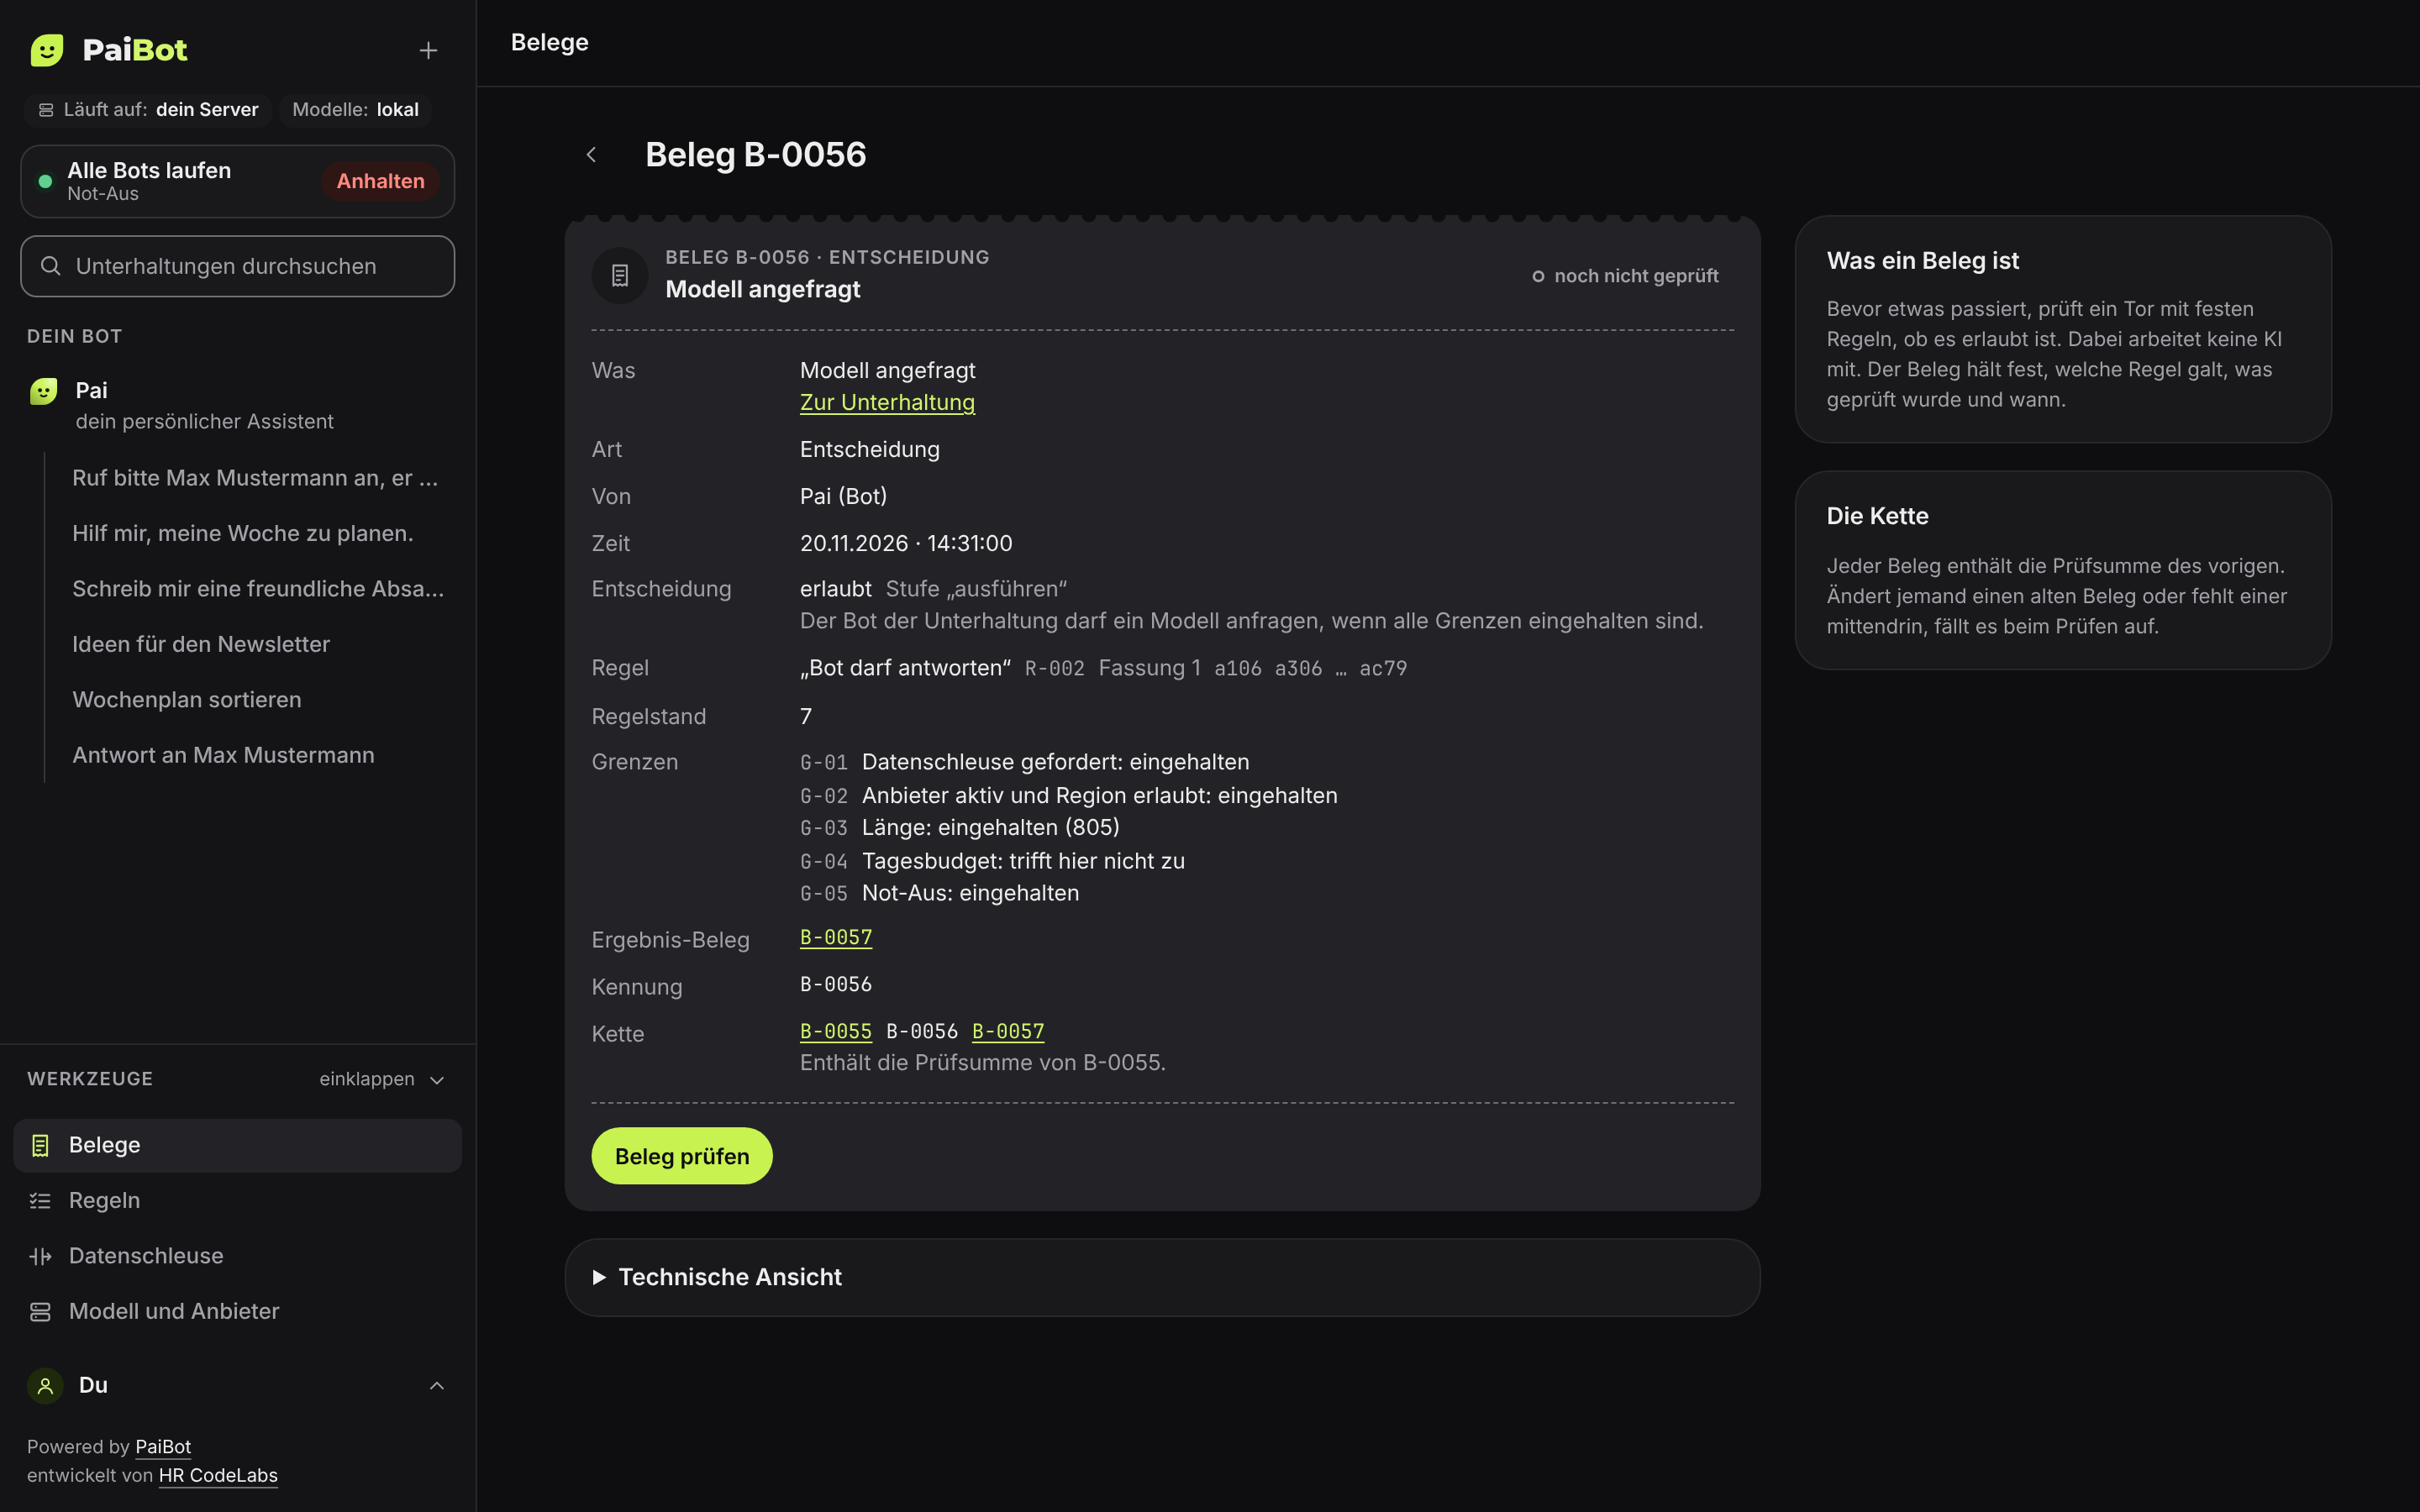 PaiBot
Läuft auf: dein Server
Modelle: lokal
Alle Bots laufen
Not-Aus
Anhalten
Unterhaltungen durchsuchen
DEIN BOT
Pai
dein persönlicher Assistent
Ruf bitte Max Mustermann an, er ...
Hilf mir, meine Woche zu planen.
Schreib mir eine freundliche Absa...
Ideen für den Newsletter
Wochenplan sortieren
Antwort an Max Mustermann
WERKZEUGE
einklappen
Belege
Regeln
Datenschleuse
Modell und Anbieter
Du
Powered by PaiBot
entwickelt von HR CodeLabs
Belege
Beleg B-0056
BELEG B-0056 · ENTSCHEIDUNG
Modell angefragt
noch nicht geprüft
Was Modell angefragt
Zur Unterhaltung
Art Entscheidung
Von Pai (Bot)
Zeit 20.11.2026 · 14:31:00
Entscheidung erlaubt Stufe „ausführen“
Der Bot der Unterhaltung darf ein Modell anfragen, wenn alle Grenzen eingehalten sind.
Regel „Bot darf antworten“ R-002 Fassung 1 a106 a306 … ac79
Regelstand 7
Grenzen G-01 Datenschleuse gefordert: eingehalten
G-02 Anbieter aktiv und Region erlaubt: eingehalten
G-03 Länge: eingehalten (805)
G-04 Tagesbudget: trifft hier nicht zu
G-05 Not-Aus: eingehalten
Ergebnis-Beleg B-0057
Kennung B-0056
Kette B-0055 B-0056 B-0057
Enthält die Prüfsumme von B-0055.
Beleg prüfen
Technische Ansicht
Was ein Beleg ist
Bevor etwas passiert, prüft ein Tor mit festen
Regeln, ob es erlaubt ist. Dabei arbeitet keine KI
mit. Der Beleg hält fest, welche Regel galt, was
geprüft wurde und wann.
Die Kette
Jeder Beleg enthält die Prüfsumme des vorigen.
Ändert jemand einen alten Beleg oder fehlt einer
mittendrin, fällt es beim Prüfen auf.